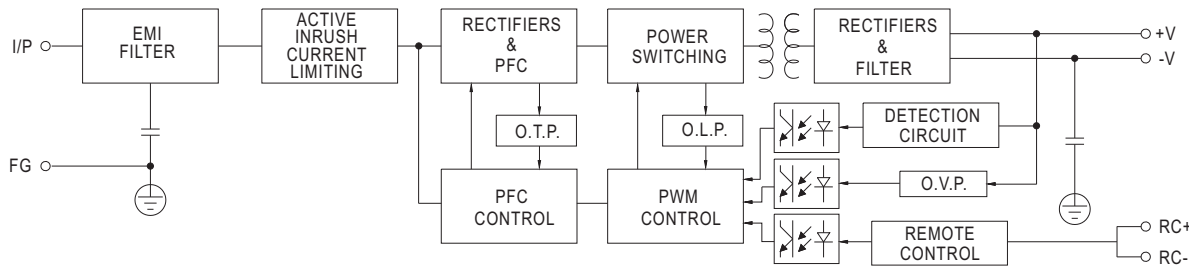 I/P
EMI
FILTER
ACTIVE
INRUSH
CURRENT
LIMITING
RECTIFIERS
&
PFC
POWER
SWITCHING
RECTIFIERS
&
FILTER
+V
-V
O.T.P.
O.L.P.
DETECTION
CIRCUIT
FG
PFC
CONTROL
PWM
CONTROL
O.V.P.
REMOTE
CONTROL
RC+
RC-